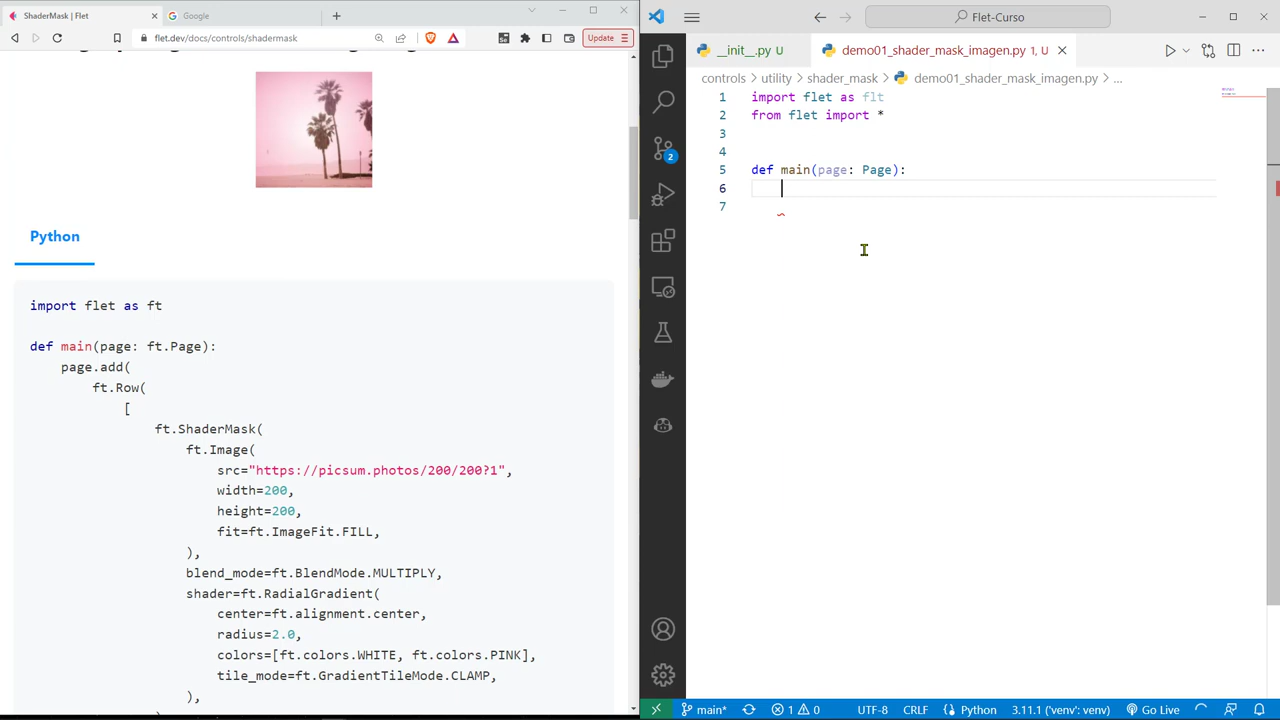 ShaderMask | Flet
Google
flet.dev/docs/controls/shadermask
Update
Python
import flet as ft
def main(page: ft.Page):
page.add(
ft.Row(
[
ft.ShaderMask(
ft.Image(
src="https://picsum.photos/200/200?1",
width=200,
height=200,
fit=ft.ImageFit.FILL,
),
blend_mode=ft.BlendMode.MULTIPLY,
shader=ft.RadialGradient(
center=ft.alignment.center,
radius=2.0,
colors=[ft.colors.WHITE, ft.colors.PINK],
tile_mode=ft.GradientTileMode.CLAMP,
),
Flet-Curso
__init__.py U
demo01_shader_mask_imagen.py 1, U
controls > utility > shader_mask > demo01_shader_mask_imagen.py > ...
1 import flet as flt
2 from flet import *
3
4
5 def main(page: Page):
6
7
2
main*
1 0
UTF-8 CRLF Python 3.11.1 ('venv': venv) Go Live